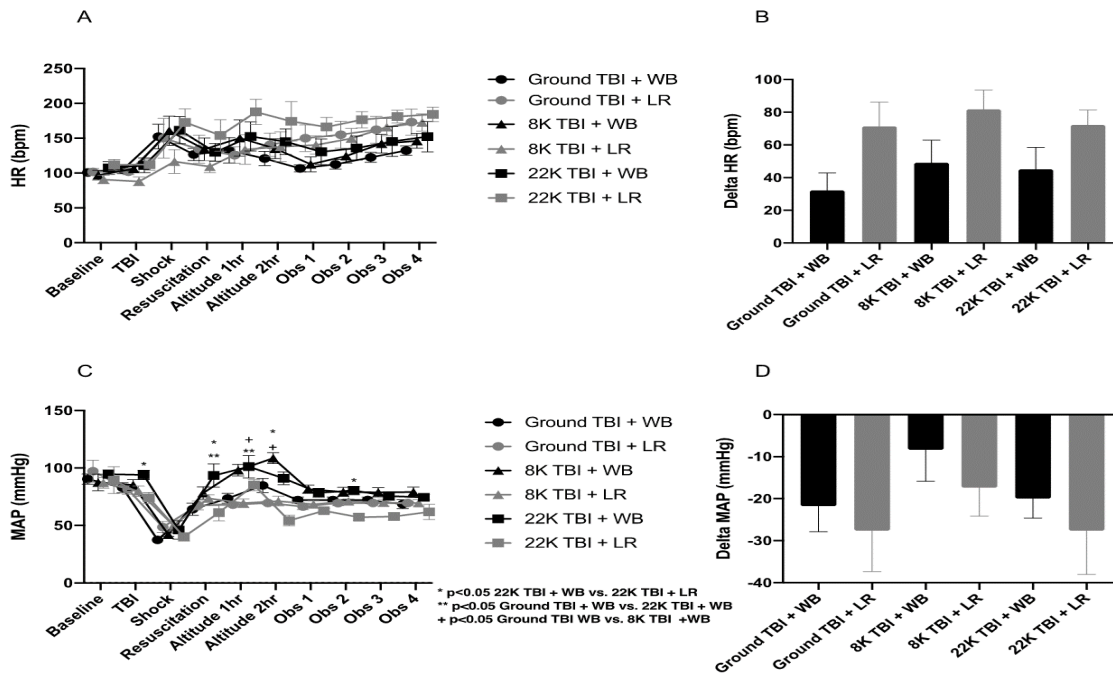 A
HR (bpm)
250
200
150
100
50
0
Baseline
TBI
Shock
Resuscitation
Altitude 1hr
Altitude 2hr
Obs 1
Obs 2
Obs 3
Obs 4
Ground TBI + WB
Ground TBI + LR
8K TBI + WB
8K TBI + LR
22K TBI + WB
22K TBI + LR
B
Delta HR (bpm)
100
80
60
40
20
0
Ground TBI + WB
Ground TBI + LR
8K TBI + WB
8K TBI + LR
22K TBI + WB
22K TBI + LR
C
MAP (mmHg)
150
100
50
0
*
*
**
+
**
*
+
*
Baseline
TBI
Shock
Resuscitation
Altitude 1hr
Altitude 2hr
Obs 1
Obs 2
Obs 3
Obs 4
Ground TBI + WB
Ground TBI + LR
8K TBI + WB
8K TBI + LR
22K TBI + WB
22K TBI + LR
* p<0.05 22K TBI + WB vs. 22K TBI + LR
** p<0.05 Ground TBI + WB vs. 22K TBI + WB
+ p<0.05 Ground TBI WB vs. 8K TBI +WB
D
Delta MAP (mmHg)
0
-10
-20
-30
-40
Ground TBI + WB
Ground TBI + LR
8K TBI + WB
8K TBI + LR
22K TBI + WB
22K TBI + LR